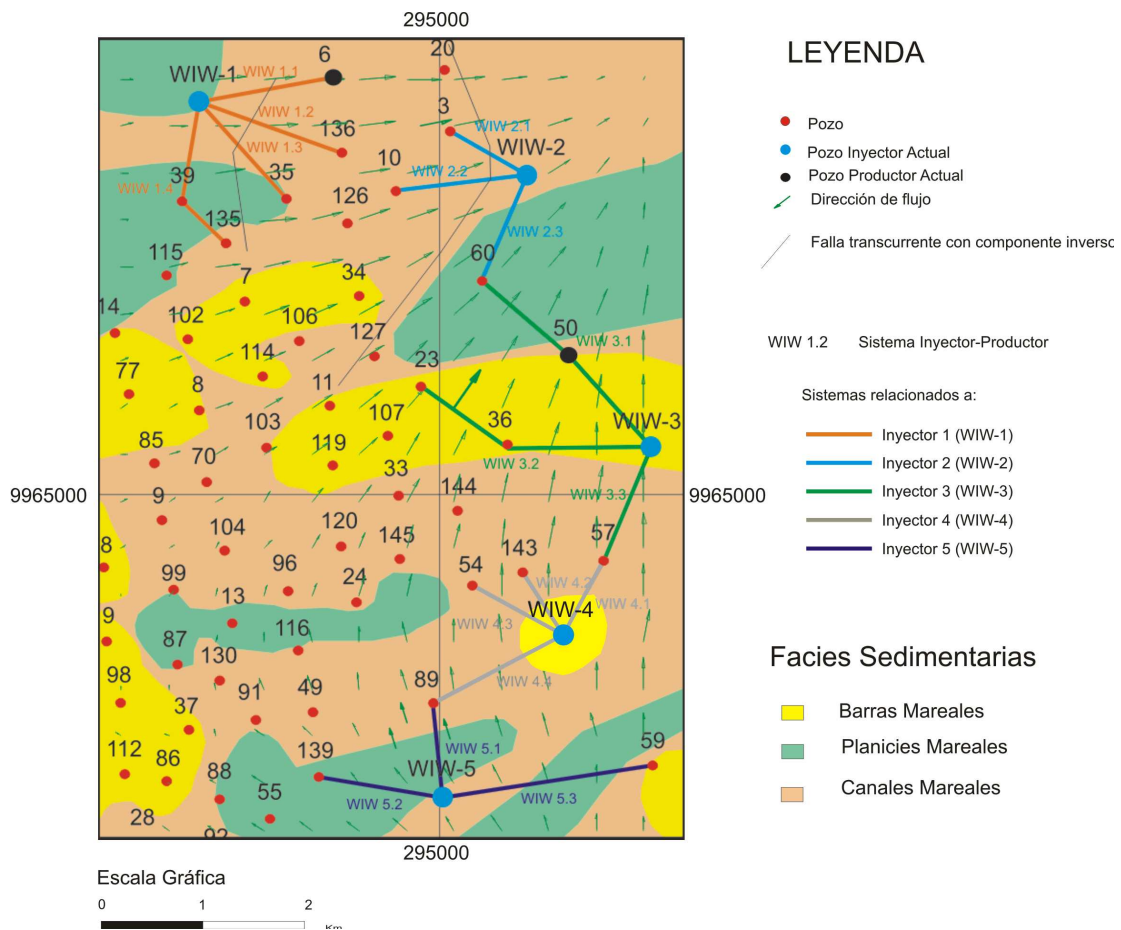 295000
LEYENDA
Pozo
Pozo Inyector Actual
Pozo Productor Actual
Dirección de flujo
Falla transcurrente con componente inverso
WIW 1.2 Sistema Inyector-Productor
Sistemas relacionados a:
Inyector 1 (WIW-1)
Inyector 2 (WIW-2)
Inyector 3 (WIW-3)
Inyector 4 (WIW-4)
Inyector 5 (WIW-5)
Facies Sedimentarias
Barras Mareales
Planicies Mareales
Canales Mareales
6
20
WIW-1
WIW 1.1
3
WIW 1.2
136
WIW 2.1
WIW-2
WIW 1.3
10
39
35
WIW 2.2
WIW 1.4
126
135
WIW 2.3
115
60
7
34
14
102
106
127
50
WIW 3.1
114
23
77
8
11
107
36
WIW-3
103
85
119
70
33
WIW 3.2
9965000
9965000
9
144
WIW 3.3
104
120
145
143
57
8
99
96
24
54
WIW 4.2
13
WIW-4
WIW 4.1
9
87
116
WIW 4.3
130
98
89
WIW 4.4
37
91
49
112
86
139
WIW 5.1
59
88
WIW-5
55
WIW 5.2
WIW 5.3
28
92
295000
Escala Gráfica
0 1 2
Km